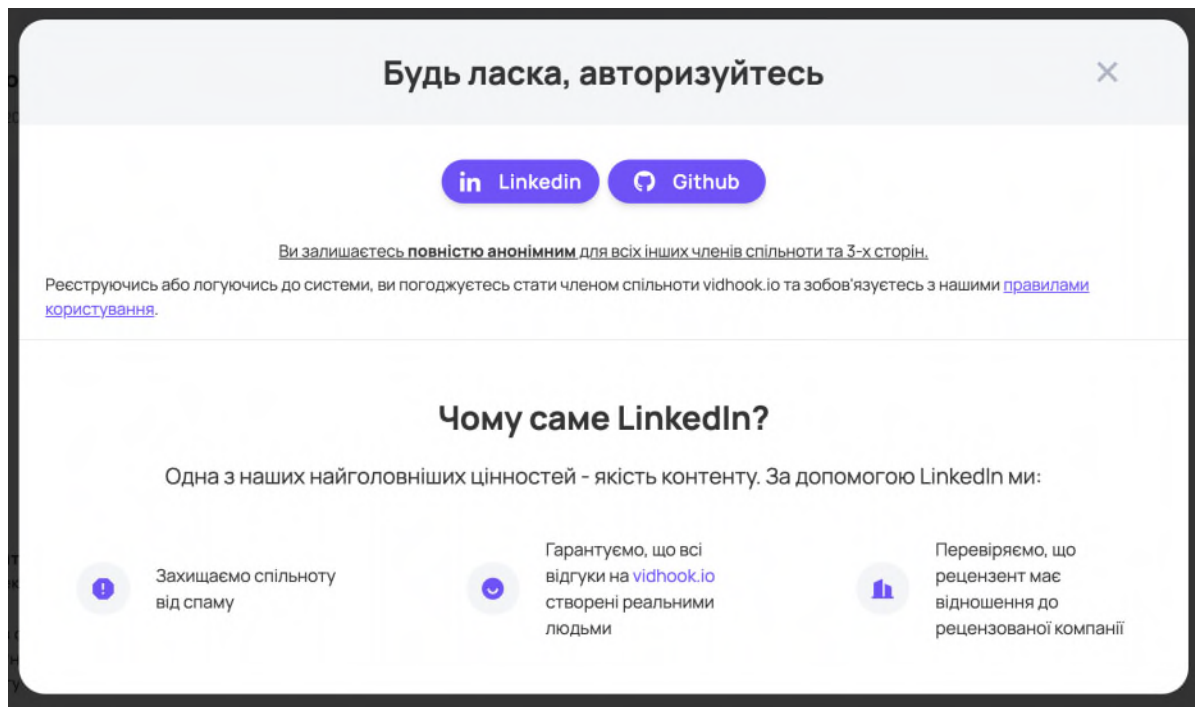 Будь ласка, авторизуйтесь
Linkedin
Github
Ви залишаєтесь повністю анонімним для всіх інших членів спільноти та 3-х сторін.
Реєструючись або логуючись до системи, ви погоджуєтесь стати членом спільноти vidhook.io та зобов'язуєтесь з нашими правилами
користування.
Чому саме LinkedIn?
Одна з наших найголовніших цінностей - якість контенту. За допомогою LinkedIn ми:
Захищаємо спільноту
від спаму
Гарантуємо, що всі
відгуки на vidhook.io
створені реальними
людьми
Перевіряємо, що
рецензент має
відношення до
рецензованої компанії